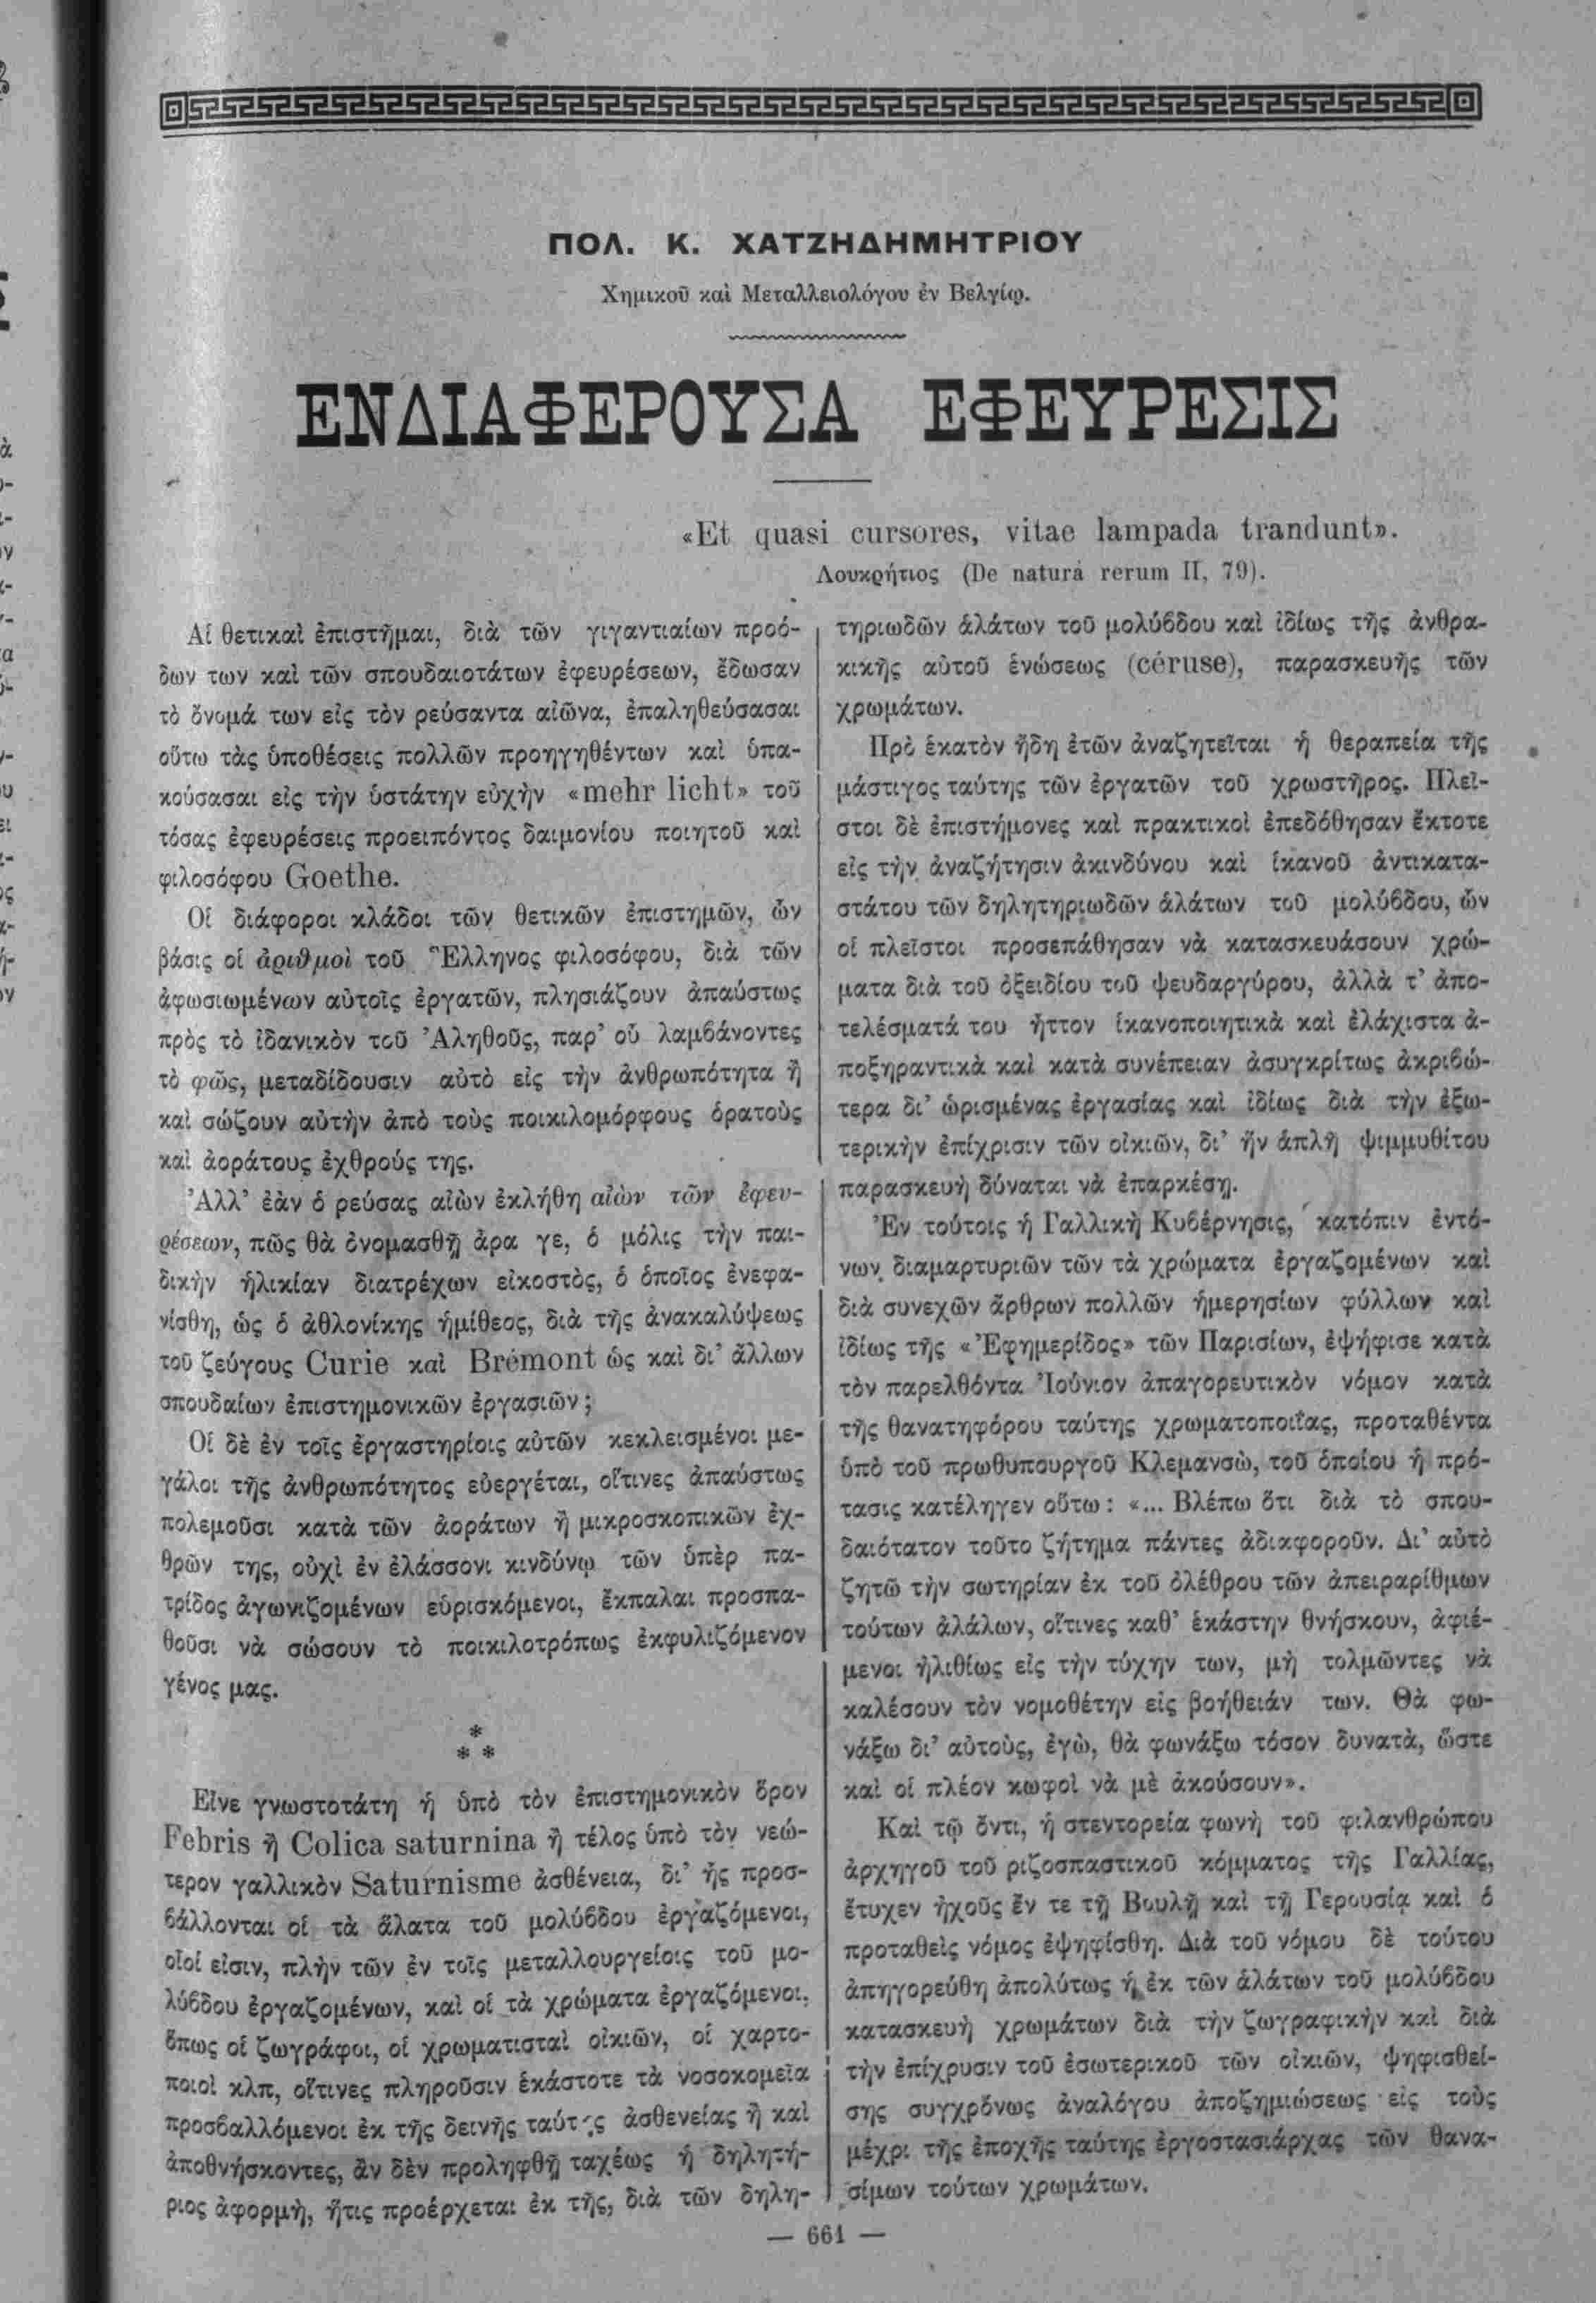 ΠΟΛ. Κ. ΧΑΤΖΗΔΗΜΗΤΡΙΟΥ
Χημικοῦ καὶ Μεταλλειολόγου ἐν Βελγίῳ.
ΕΝΔΙΑΦΕΡΟΥΣΑ ΕΦΕΥΡΕΣΙΣ
«Et quasi cursores, vitae lampada trandunt».
Λουκρήτιος (De naturá rerum II, 79).
Αἱ θετικαὶ ἐπιστῆμαι, διὰ τῶν γιγαντιαίων προό-
δων των καὶ τῶν σπουδαιοτάτων ἐφευρέσεων, ἔδωσαν
τὸ ὄνομά των εἰς τὸν ρεύσαντα αἰῶνα, ἐπαληθεύσασαι
οὕτω τὰς ὑποθέσεις πολλῶν προηγηθέντων καὶ ὑπα-
κούσασαι εἰς τὴν ὑστάτην εὐχὴν «mehr licht» τοῦ
τόσας ἐφευρέσεις προειπόντος δαιμονίου ποιητοῦ καὶ
φιλοσόφου Goethe.
Οἱ διάφοροι κλάδοι τῶν θετικῶν ἐπιστημῶν, ὧν
βάσις οἱ ἀριθμοὶ τοῦ Ἕλληνος φιλοσόφου, διὰ τῶν
ἀφωσιωμένων αὐτοῖς ἐργατῶν, πλησιάζουν ἀπαύστως
πρὸς τὸ ἰδανικὸν τοῦ Ἀληθοῦς, παρ’ οὗ λαμβάνοντες
τὸ φῶς, μεταδίδουσιν αὐτὸ εἰς τὴν ἀνθρωπότητα ἢ
καὶ σώζουν αὐτὴν ἀπὸ τοὺς ποικιλομόρφους ὁρατοὺς
καὶ ἀοράτους ἐχθρούς της.
Ἀλλ’ ἐὰν ὁ ρεύσας αἰὼν ἐκλήθη αἰὼν τῶν ἐφευ-
ρέσεων, πῶς θὰ ὀνομασθῇ ἆρα γε, ὁ μόλις τὴν παι-
δικὴν ἡλικίαν διατρέχων εἰκοστὸς, ὁ ὁποῖος ἐνεφα-
νίσθη, ὡς ὁ ἀθλονίκης ἡμίθεος, διὰ τῆς ἀνακαλύψεως
τοῦ ζεύγους Curie καὶ Brémont ὡς καὶ δι’ ἄλλων
σπουδαίων ἐπιστημονικῶν ἐργασιῶν ;
Οἱ δὲ ἐν τοῖς ἐργαστηρίοις αὐτῶν κεκλεισμένοι με-
γάλοι τῆς ἀνθρωπότητος εὐεργέται, οἵτινες ἀπαύστως
πολεμοῦσι κατὰ τῶν ἀοράτων ἢ μικροσκοπικῶν ἐχ-
θρῶν της, οὐχὶ ἐν ἐλάσσονι κινδύνῳ τῶν ὑπὲρ πα-
τρίδος ἀγωνιζομένων εὑρισκόμενοι, ἔκπαλαι προσπα-
θοῦσι νὰ σώσουν τὸ ποικιλοτρόπως ἐκφυλιζόμενον
γένος μας.
*
* *
Εἶνε γνωστοτάτη ἡ ὑπὸ τὸν ἐπιστημονικὸν ὅρον
Febris ἢ Colica saturnina ἢ τέλος ὑπὸ τὸν νεώ-
τερον γαλλικὸν Saturnisme ἀσθένεια, δι’ ἧς προσ-
βάλλονται οἱ τὰ ἅλατα τοῦ μολύβδου ἐργαζόμενοι,
οἷοί εἰσιν, πλὴν τῶν ἐν τοῖς μεταλλουργείοις τοῦ μο-
λύβδου ἐργαζομένων, καὶ οἱ τὰ χρώματα ἐργαζόμενοι,
ὅπως οἱ ζωγράφοι, οἱ χρωματισταὶ οἰκιῶν, οἱ χαρτο-
ποιοὶ κλπ, οἵτινες πληροῦσιν ἑκάστοτε τὰ νοσοκομεῖα
προσβαλλόμενοι ἐκ τῆς δεινῆς ταύτης ἀσθενείας ἢ καὶ
ἀποθνήσκοντες, ἂν δὲν προληφθῇ ταχέως ἡ δηλητή-
ριος ἀφορμὴ, ἥτις προέρχεται ἐκ τῆς, διὰ τῶν δηλη-
τηριωδῶν ἁλάτων τοῦ μολύβδου καὶ ἰδίως τῆς ἀνθρα-
κικῆς αὐτοῦ ἑνώσεως (céruse), παρασκευῆς τῶν
χρωμάτων.
Πρὸ ἑκατὸν ἤδη ἐτῶν ἀναζητεῖται ἡ θεραπεία τῆς
μάστιγος ταύτης τῶν ἐργατῶν τοῦ χρωστῆρος. Πλεῖ-
στοι δὲ ἐπιστήμονες καὶ πρακτικοὶ ἐπεδόθησαν ἔκτοτε
εἰς τὴν ἀναζήτησιν ἀκινδύνου καὶ ἱκανοῦ ἀντικατα-
στάτου τῶν δηλητηριωδῶν ἁλάτων τοῦ μολύβδου, ὧν
οἱ πλεῖστοι προσεπάθησαν νὰ κατασκευάσουν χρώ-
ματα διὰ τοῦ ὀξειδίου τοῦ ψευδαργύρου, ἀλλὰ τ’ ἀπο-
τελέσματά του ἧττον ἱκανοποιητικὰ καὶ ἐλάχιστα ἀ-
ποξηραντικὰ καὶ κατὰ συνέπειαν ἀσυγκρίτως ἀκριβώ-
τερα δι’ ὡρισμένας ἐργασίας καὶ ἰδίως διὰ τὴν ἐξω-
τερικὴν ἐπίχρισιν τῶν οἰκιῶν, δι’ ἣν ἁπλῆ ψιμμυθίτου
παρασκευὴ δύναται νὰ ἐπαρκέσῃ.
Ἐν τούτοις ἡ Γαλλικὴ Κυβέρνησις, κατόπιν ἐντό-
νων διαμαρτυριῶν τῶν τὰ χρώματα ἐργαζομένων καὶ
διὰ συνεχῶν ἄρθρων πολλῶν ἡμερησίων φύλλων καὶ
ἰδίως τῆς «Ἐφημερίδος» τῶν Παρισίων, ἐψήφισε κατὰ
τὸν παρελθόντα Ἰούνιον ἀπαγορευτικὸν νόμον κατὰ
τῆς θανατηφόρου ταύτης χρωματοποιΐας, προταθέντα
ὑπὸ τοῦ πρωθυπουργοῦ Κλεμανσὼ, τοῦ ὁποίου ἡ πρό-
τασις κατέληγεν οὕτω : «... Βλέπω ὅτι διὰ τὸ σπου-
δαιότατον τοῦτο ζήτημα πάντες ἀδιαφοροῦν. Δι’ αὐτὸ
ζητῶ τὴν σωτηρίαν ἐκ τοῦ ὀλέθρου τῶν ἀπειραρίθμων
τούτων ἀλάλων, οἵτινες καθ’ ἑκάστην θνήσκουν, ἀφιέ-
μενοι ἠλιθίως εἰς τὴν τύχην των, μὴ τολμῶντες νὰ
καλέσουν τὸν νομοθέτην εἰς βοήθειάν των. Θὰ φω-
νάξω δι’ αὐτοὺς, ἐγὼ, θὰ φωνάξω τόσον δυνατὰ, ὥστε
καὶ οἱ πλέον κωφοὶ νὰ μὲ ἀκούσουν».
Καὶ τῷ ὄντι, ἡ στεντορεία φωνὴ τοῦ φιλανθρώπου
ἀρχηγοῦ τοῦ ριζοσπαστικοῦ κόμματος τῆς Γαλλίας,
ἔτυχεν ἠχοῦς ἔν τε τῇ Βουλῇ καὶ τῇ Γερουσίᾳ καὶ ὁ
προταθεὶς νόμος ἐψηφίσθη. Διὰ τοῦ νόμου δὲ τούτου
ἀπηγορεύθη ἀπολύτως ἡ ἐκ τῶν ἁλάτων τοῦ μολύβδου
κατασκευὴ χρωμάτων διὰ τὴν ζωγραφικὴν καὶ διὰ
τὴν ἐπίχρυσιν τοῦ ἐσωτερικοῦ τῶν οἰκιῶν, ψηφισθεί-
σης συγχρόνως ἀναλόγου ἀποζημιώσεως εἰς τοὺς
μέχρι τῆς ἐποχῆς ταύτης ἐργοστασιάρχας τῶν θανα-
σίμων τούτων χρωμάτων.
— 661 —